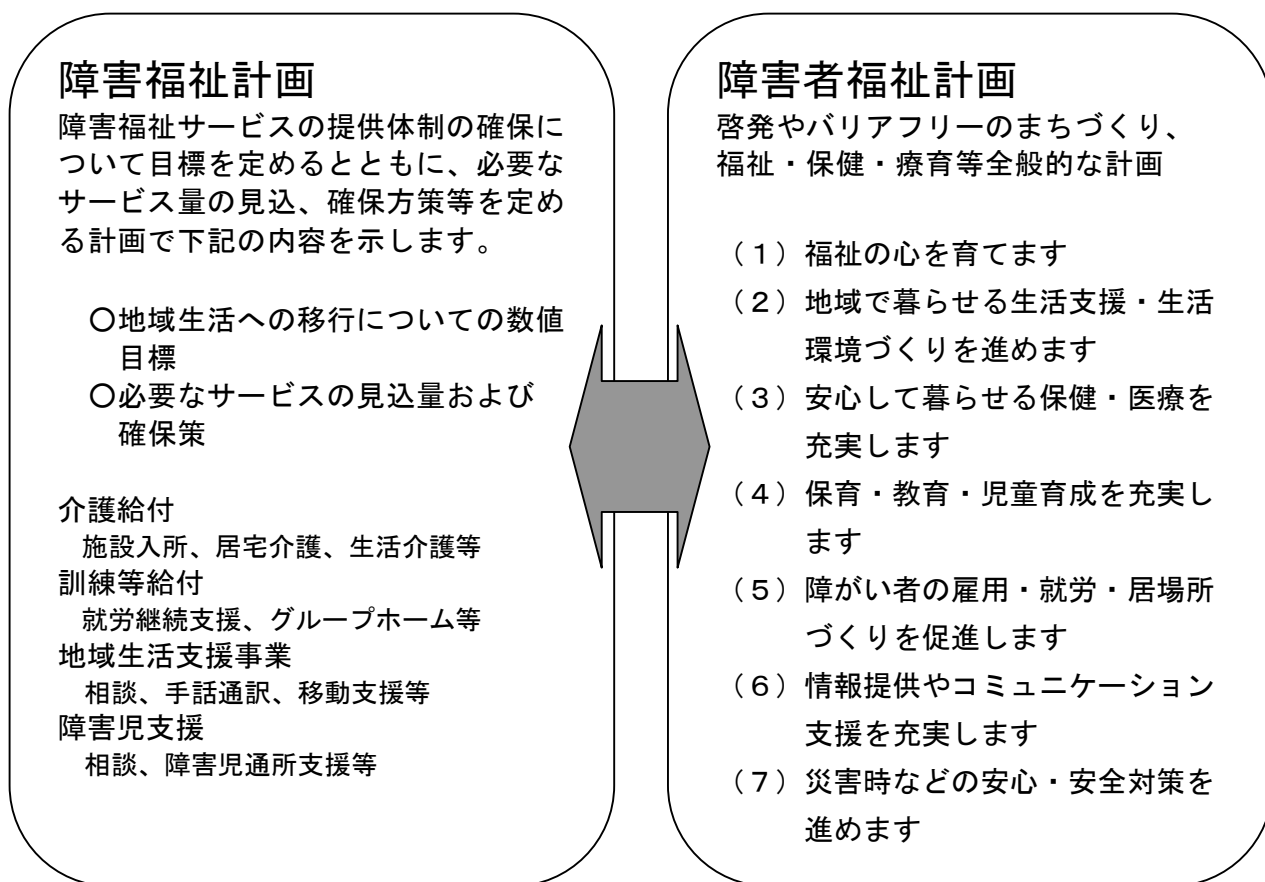 障害福祉計画
障害福祉サービスの提供体制の確保に
ついて目標を定めるとともに、必要な
サービス量の見込、確保方策等を定め
る計画で下記の内容を示します。
〇地域生活への移行についての数値
目標
〇必要なサービスの見込量および
確保策
介護給付
施設入所、居宅介護、生活介護等
訓練等給付
就労継続支援、グループホーム等
地域生活支援事業
相談、手話通訳、移動支援等
障害児支援
相談、障害児通所支援等
障害者福祉計画
啓発やバリアフリーのまちづくり、
福祉・保健・療育等全般的な計画
（１）福祉の心を育てます
（２）地域で暮らせる生活支援・生活
環境づくりを進めます
（３）安心して暮らせる保健・医療を
充実します
（４）保育・教育・児童育成を充実し
ます
（５）障がい者の雇用・就労・居場所
づくりを促進します
（６）情報提供やコミュニケーション
支援を充実します
（７）災害時などの安心・安全対策を
進めます